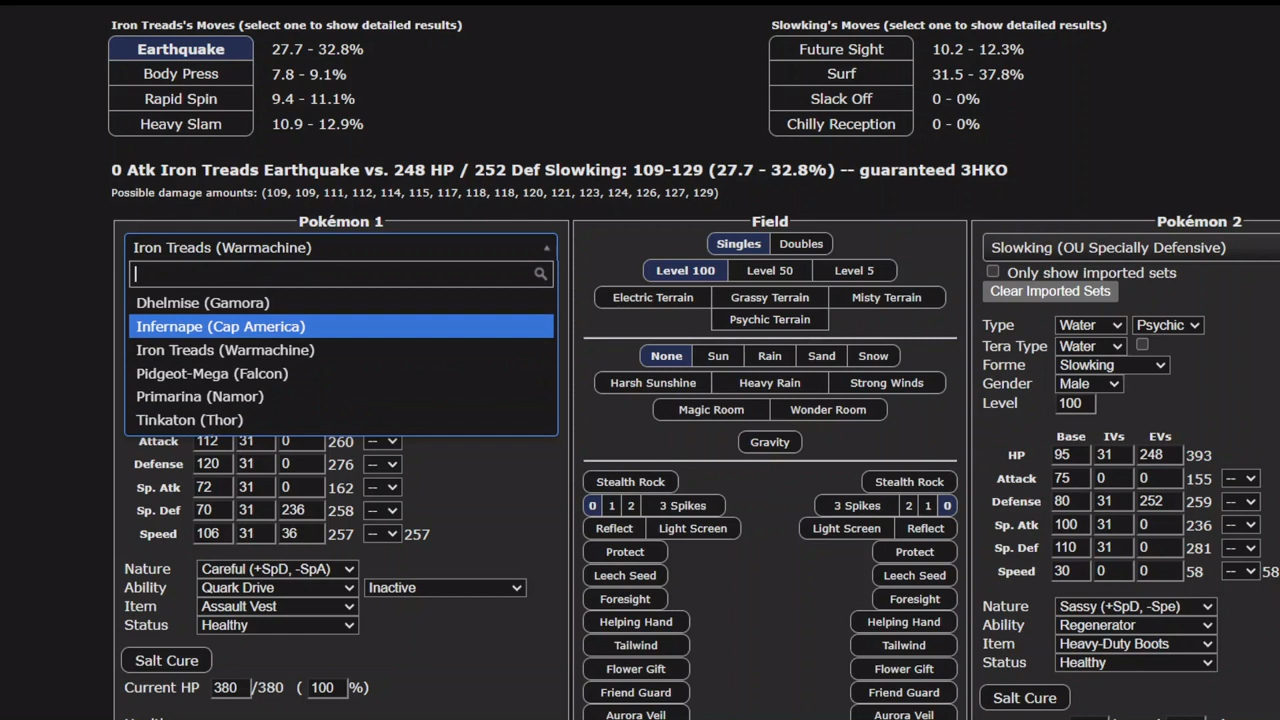 Iron Treads's Moves (select one to show detailed results)
Slowking's Moves (select one to show detailed results)
Earthquake 27.7 - 32.8%
Body Press 7.8 - 9.1%
Rapid Spin 9.4 - 11.1%
Heavy Slam 10.9 - 12.9%
Future Sight 10.2 - 12.3%
Surf 31.5 - 37.8%
Slack Off 0 - 0%
Chilly Reception 0 - 0%
0 Atk Iron Treads Earthquake vs. 248 HP / 252 Def Slowking: 109-129 (27.7 - 32.8%) -- guaranteed 3HKO
Possible damage amounts: (109, 109, 111, 112, 114, 115, 117, 118, 118, 120, 121, 123, 124, 126, 127, 129)
Pokémon 1
Iron Treads (Warmachine)
Dhelmise (Gamora)
Infernape (Cap America)
Iron Treads (Warmachine)
Pidgeot-Mega (Falcon)
Primarina (Namor)
Tinkaton (Thor)
Attack 112 31 0 260 --
Defense 120 31 0 276 --
Sp. Atk 72 31 0 162 --
Sp. Def 70 31 236 258 --
Speed 106 31 36 257 -- 257
Nature Careful (+SpD, -SpA)
Ability Quark Drive Inactive
Item Assault Vest
Status Healthy
Salt Cure
Current HP 380 /380 ( 100 %)
Field
Singles Doubles
Level 100 Level 50 Level 5
Electric Terrain Grassy Terrain Misty Terrain
Psychic Terrain
None Sun Rain Sand Snow
Harsh Sunshine Heavy Rain Strong Winds
Magic Room Wonder Room
Gravity
Stealth Rock Stealth Rock
0 1 2 3 Spikes 3 Spikes 2 1 0
Reflect Light Screen Light Screen Reflect
Protect Protect
Leech Seed Leech Seed
Foresight Foresight
Helping Hand Helping Hand
Tailwind Tailwind
Flower Gift Flower Gift
Friend Guard Friend Guard
Aurora Veil Aurora Veil
Pokémon 2
Slowking (OU Specially Defensive)
Only show imported sets
Clear Imported Sets
Type Water Psychic
Tera Type Water
Forme Slowking
Gender Male
Level 100
Base IVs EVs
HP 95 31 248 393
Attack 75 0 0 155 --
Defense 80 31 252 259 --
Sp. Atk 100 31 0 236 --
Sp. Def 110 31 0 281 --
Speed 30 0 0 58 -- 58
Nature Sassy (+SpD, -Spe)
Ability Regenerator
Item Heavy-Duty Boots
Status Healthy
Salt Cure